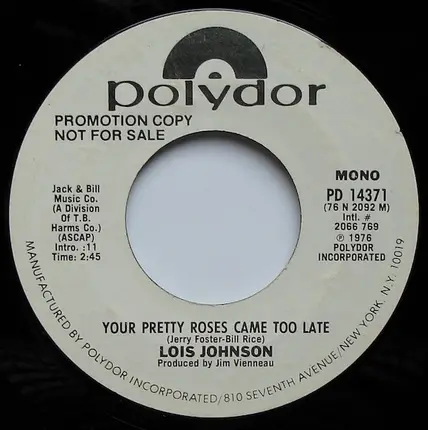 polydor
PROMOTION COPY
NOT FOR SALE
Jack & Bill
Music Co.
(A Division
Of T.B.
Harms Co.)
(ASCAP)
Intro.: :11
Time: 2:45
MONO
PD 14371
(76 N 2092 M)
Intl. #
2066 769
℗ 1976
POLYDOR
INCORPORATED
YOUR PRETTY ROSES CAME TOO LATE
(Jerry Foster-Bill Rice)
LOIS JOHNSON
Produced by Jim Vienneau
MANUFACTURED BY POLYDOR INCORPORATED/810 SEVENTH AVENUE/NEW YORK, N.Y. 10019